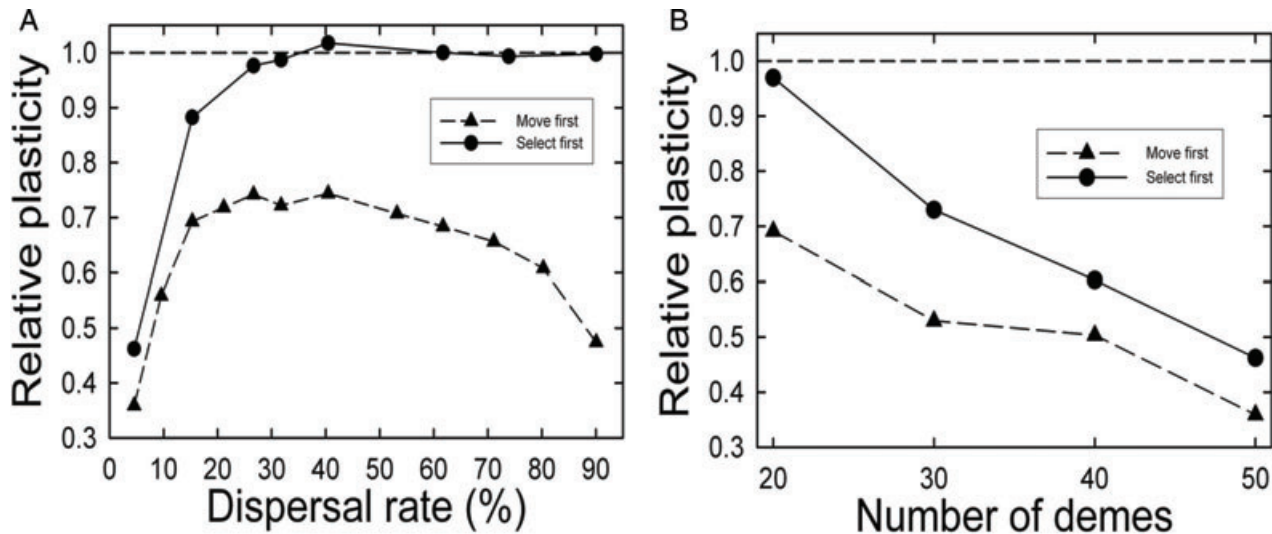 A
Relative plasticity
1.0
0.9
0.8
0.7
0.6
0.5
0.4
0.3
Move first
Select first
0 10 20 30 40 50 60 70 80 90
Dispersal rate (%)
B
Relative plasticity
1.0
0.9
0.8
0.7
0.6
0.5
0.4
0.3
Move first
Select first
20 30 40 50
Number of demes